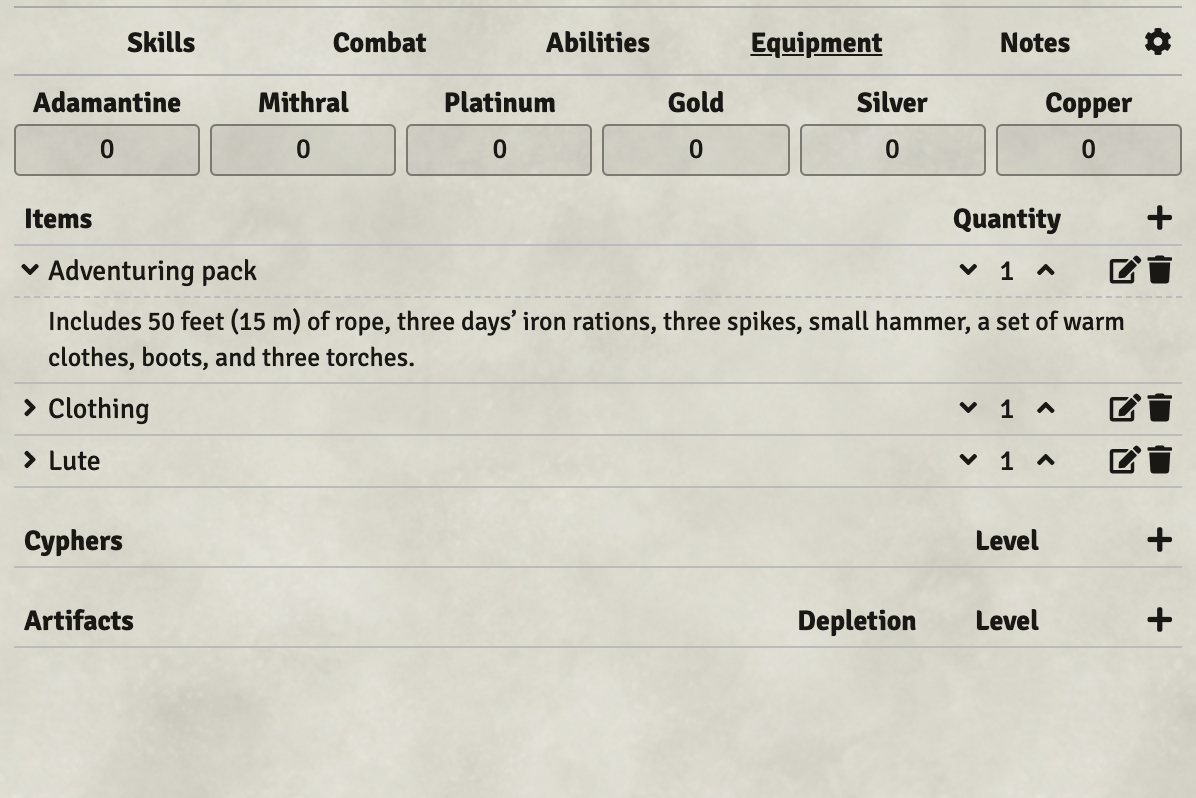 Skills Combat Abilities Equipment Notes
Adamantine Mithral Platinum Gold Silver Copper
0 0 0 0 0 0
Items Quantity
Adventuring pack 1
Includes 50 feet (15 m) of rope, three days’ iron rations, three spikes, small hammer, a set of warm
clothes, boots, and three torches.
Clothing 1
Lute 1
Cyphers Level
Artifacts Depletion Level